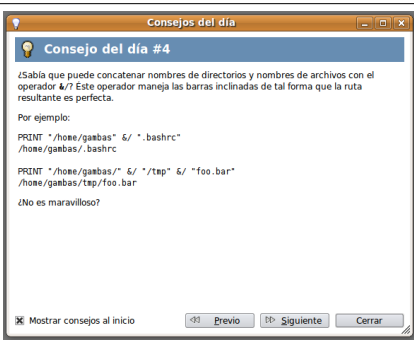 Consejos del día
Consejo del día #4
¿Sabía que puede concatenar nombres de directorios y nombres de archivos con el
operador &/? Éste operador maneja las barras inclinadas de tal forma que la ruta
resultante es perfecta.
Por ejemplo:
PRINT "/home/gambas" &/ ".bashrc"
/home/gambas/.bashrc
PRINT "/home/gambas/" &/ "/tmp" &/ "foo.bar"
/home/gambas/tmp/foo.bar
¿No es maravilloso?
Mostrar consejos al inicio Previo Siguiente Cerrar